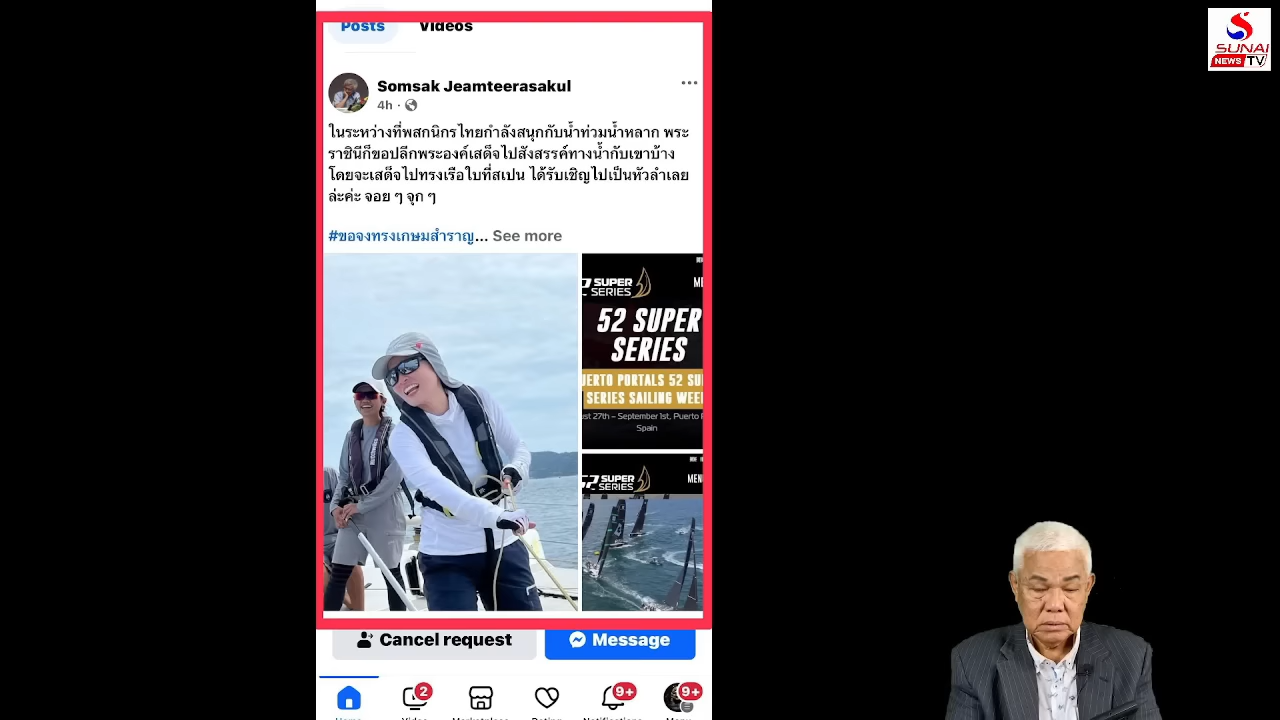 Posts Videos
SUNAI
NEWS TV
Somsak Jeamteerasakul
4h
ในระหว่างที่พสกนิกรไทยกำลังสนุกกับน้ำท่วมน้ำหลาก พระ
ราชินีก็ขอปลีกพระองค์เสด็จไปสังสรรค์ทางน้ำกับเขาบ้าง
โดยจะเสด็จไปทรงเรือใบที่สเปน ได้รับเชิญไปเป็นหัวลำเลย
ล่ะค่ะ จอย ๆ จุก ๆ
#ขอจงทรงเกษมสำราญ... See more
SUPER
SERIES
52 SUPER
SERIES
PORTALS 52
SERIES SAILING
27th – September 1st, Puerto
Spain
SUPER
SERIES
Cancel request
Message
2
9+
9+